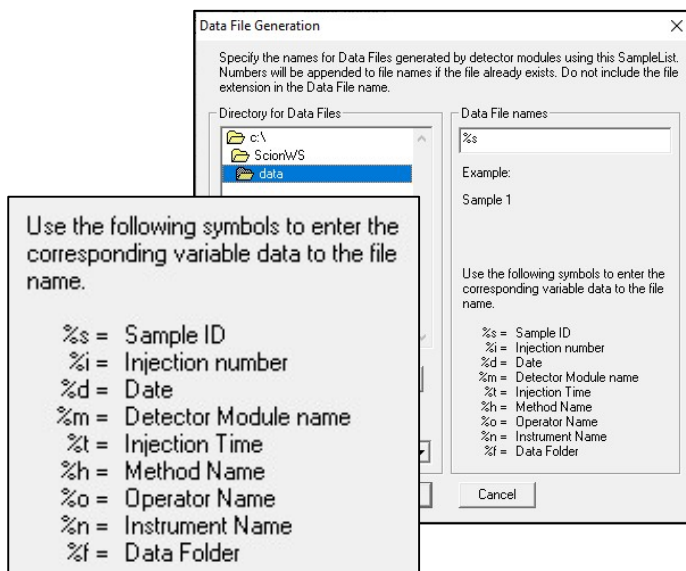 Data File Generation
Specify the names for Data Files generated by detector modules using this SampleList.
Numbers will be appended to file names if the file already exists. Do not include the file
extension in the Data File name.
Directory for Data Files
c:\
ScionWS
data
Data File names
%s
Example:
Sample 1
Use the following symbols to enter the
corresponding variable data to the file
name.
%s = Sample ID
%i = Injection number
%d = Date
%m = Detector Module name
%t = Injection Time
%h = Method Name
%o = Operator Name
%n = Instrument Name
%f = Data Folder
Cancel
Use the following symbols to enter the
corresponding variable data to the file
name.
%s = Sample ID
%i = Injection number
%d = Date
%m = Detector Module name
%t = Injection Time
%h = Method Name
%o = Operator Name
%n = Instrument Name
%f = Data Folder